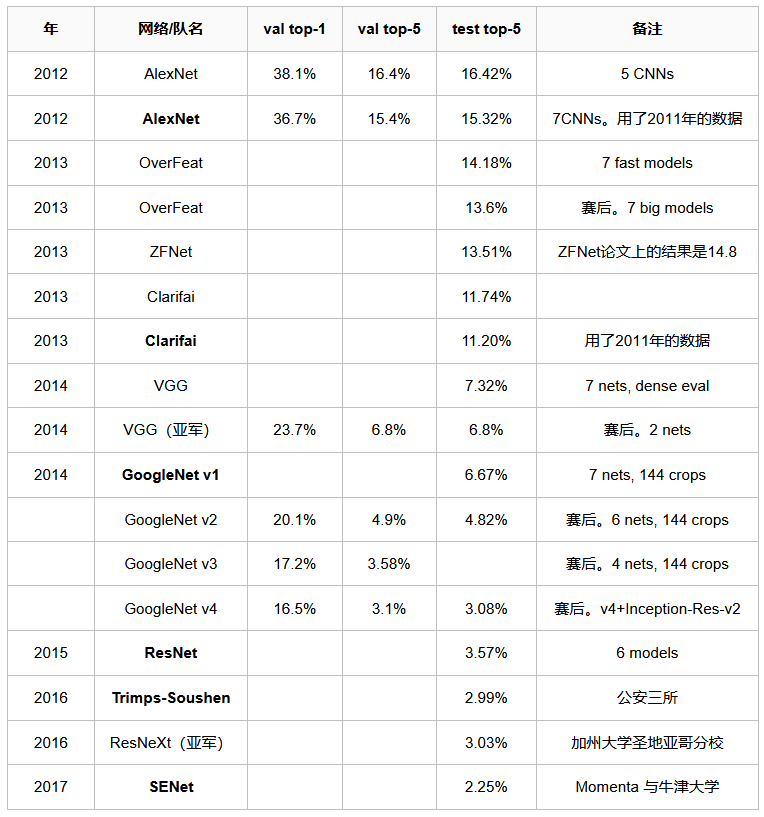 年 网络/队名 val top-1 val top-5 test top-5 备注
2012 AlexNet 38.1% 16.4% 16.42% 5 CNNs
2012 AlexNet 36.7% 15.4% 15.32% 7CNNs。用了2011年的数据
2013 OverFeat 14.18% 7 fast models
2013 OverFeat 13.6% 赛后。7 big models
2013 ZFNet 13.51% ZFNet论文上的结果是14.8
2013 Clarifai 11.74%
2013 Clarifai 11.20% 用了2011年的数据
2014 VGG 7.32% 7 nets, dense eval
2014 VGG（亚军） 23.7% 6.8% 6.8% 赛后。2 nets
2014 GoogleNet v1 6.67% 7 nets, 144 crops
GoogleNet v2 20.1% 4.9% 4.82% 赛后。6 nets, 144 crops
GoogleNet v3 17.2% 3.58% 赛后。4 nets, 144 crops
GoogleNet v4 16.5% 3.1% 3.08% 赛后。v4+Inception-Res-v2
2015 ResNet 3.57% 6 models
2016 Trimps-Soushen 2.99% 公安三所
2016 ResNeXt（亚军） 3.03% 加州大学圣地亚哥分校
2017 SENet 2.25% Momenta 与牛津大学